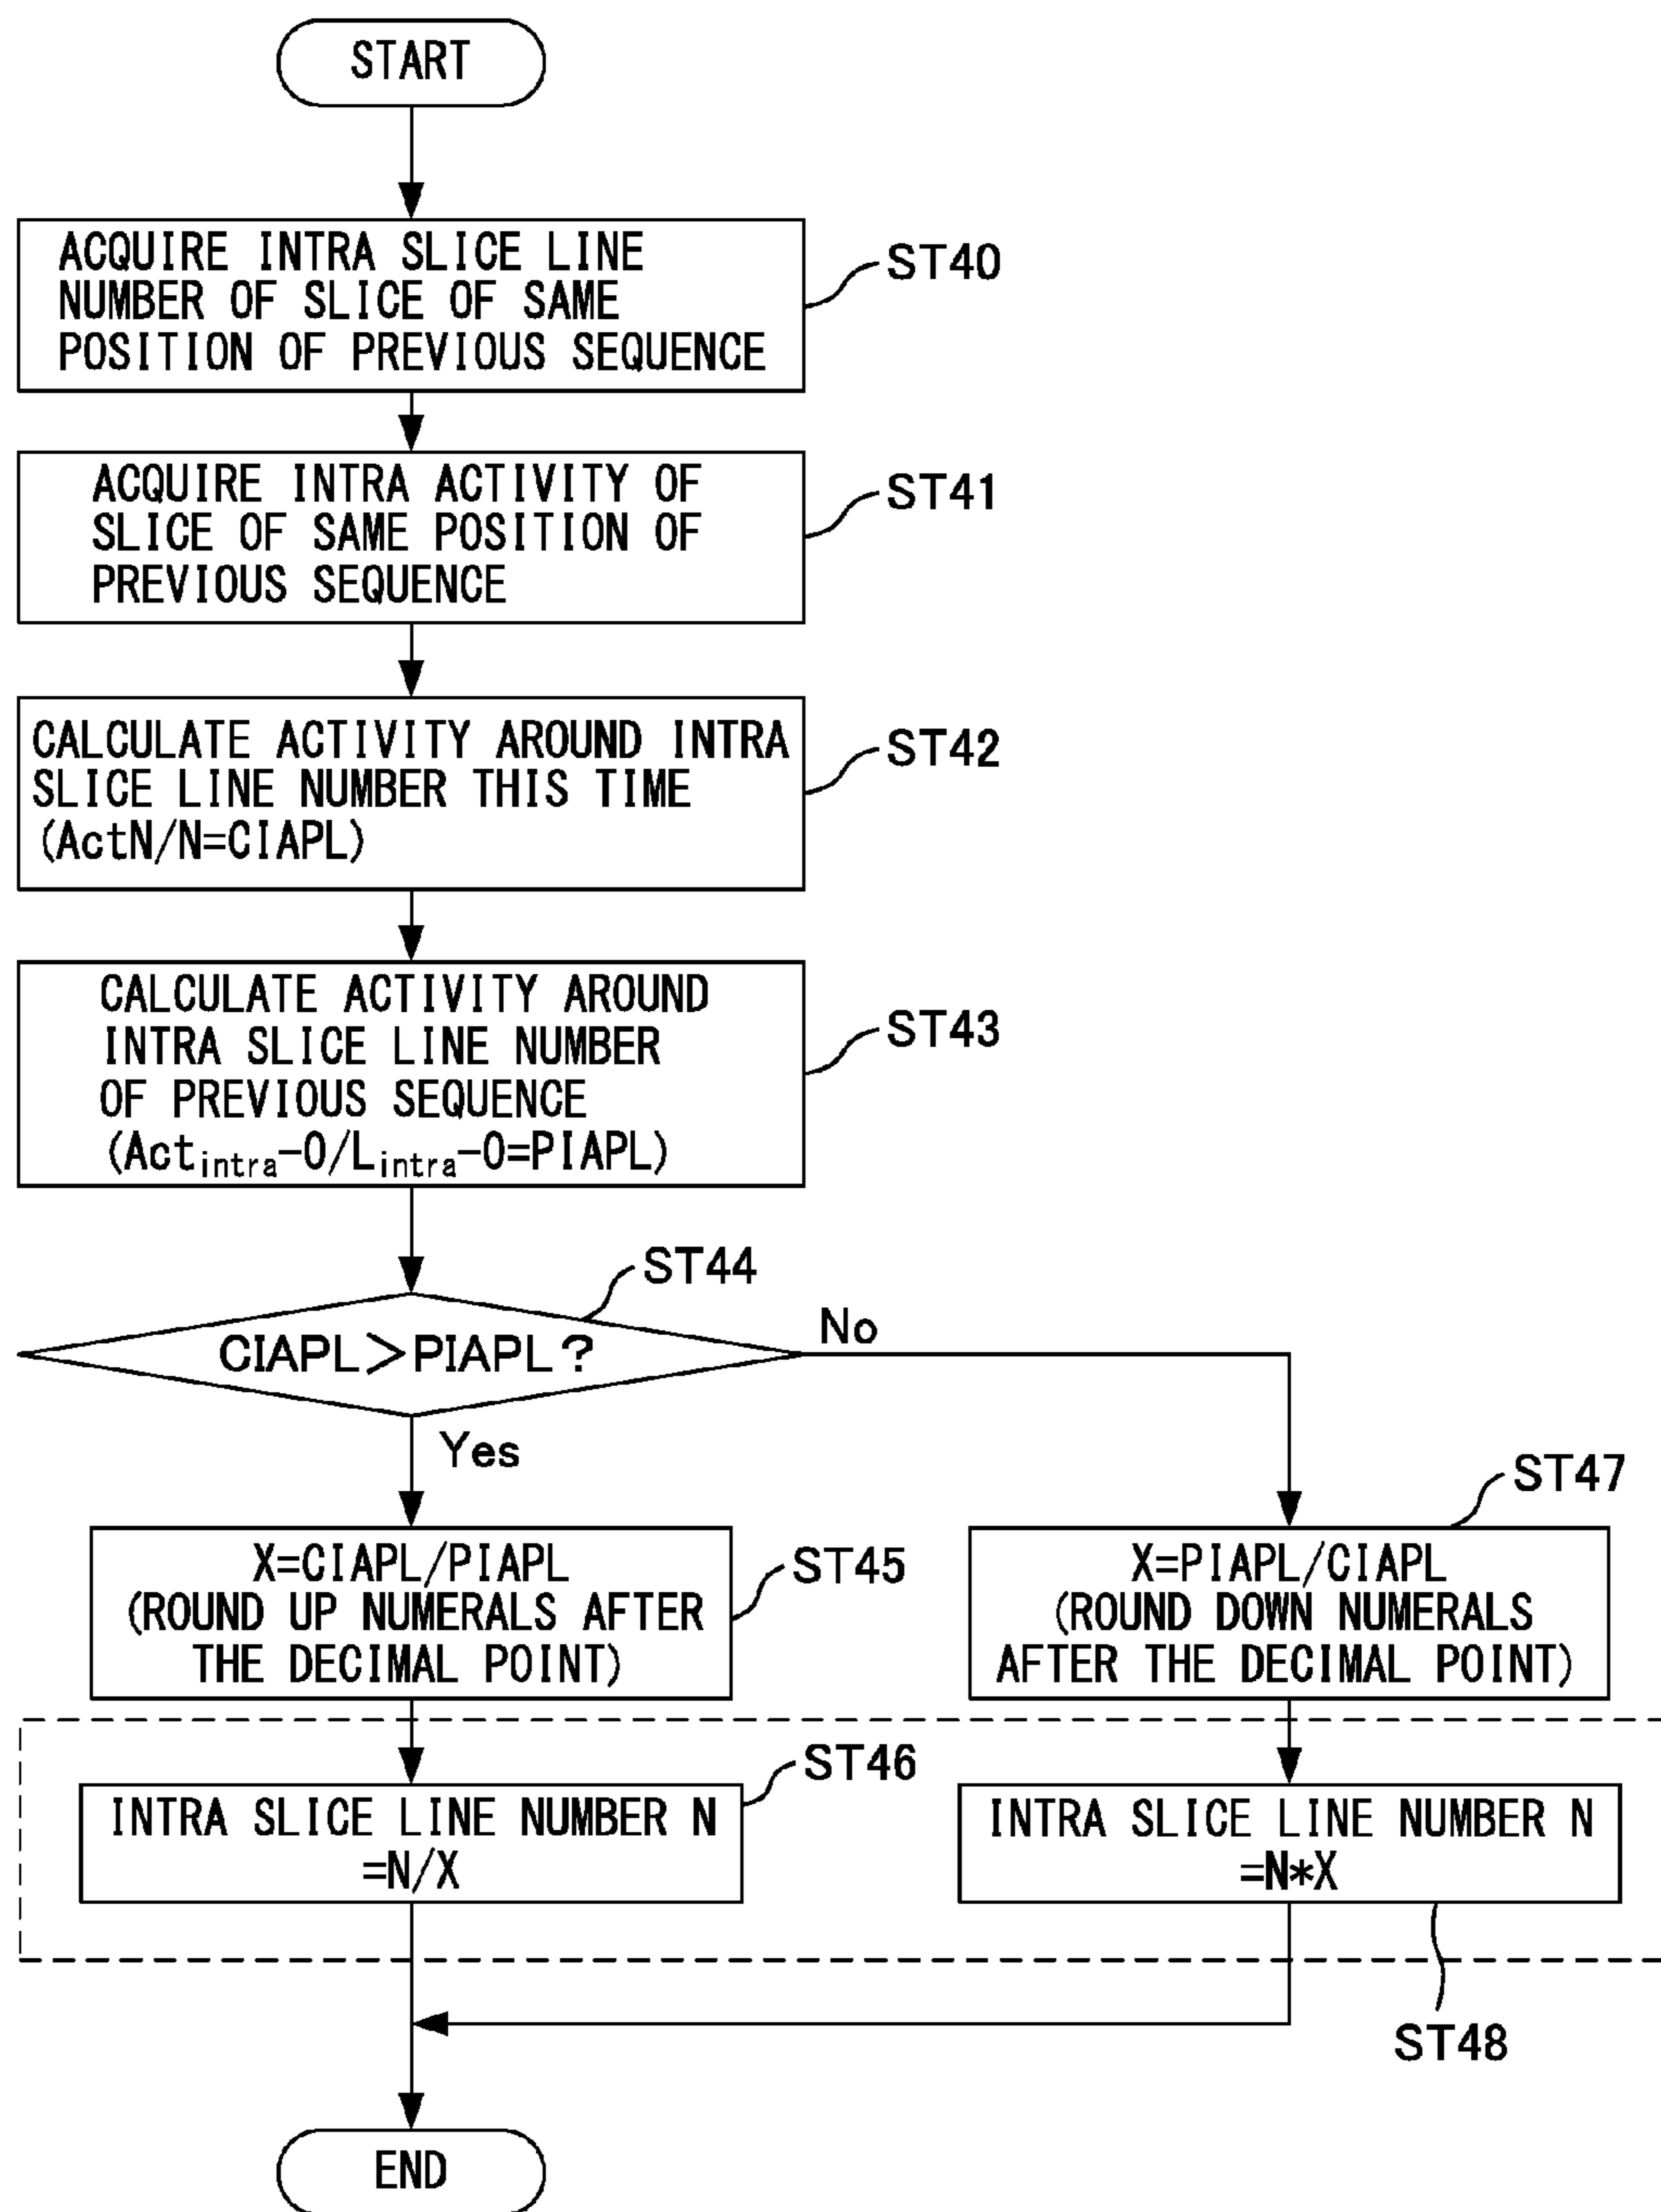 START
ACQUIRE INTRA SLICE LINE
NUMBER OF SLICE OF SAME
POSITION OF PREVIOUS SEQUENCE
ST40
ACQUIRE INTRA ACTIVITY OF
SLICE OF SAME POSITION OF
PREVIOUS SEQUENCE
ST41
CALCULATE ACTIVITY AROUND INTRA
SLICE LINE NUMBER THIS TIME
(ActN/N=CIAPL)
ST42
CALCULATE ACTIVITY AROUND
INTRA SLICE LINE NUMBER
OF PREVIOUS SEQUENCE
(Actintra-0/Lintra-0=PIAPL)
ST43
ST44
CIAPL>PIAPL?
No
Yes
X=CIAPL/PIAPL
(ROUND UP NUMERALS AFTER
THE DECIMAL POINT)
ST45
ST47
X=PIAPL/CIAPL
(ROUND DOWN NUMERALS
AFTER THE DECIMAL POINT)
ST46
INTRA SLICE LINE NUMBER N
=N/X
INTRA SLICE LINE NUMBER N
=N*X
ST48
END